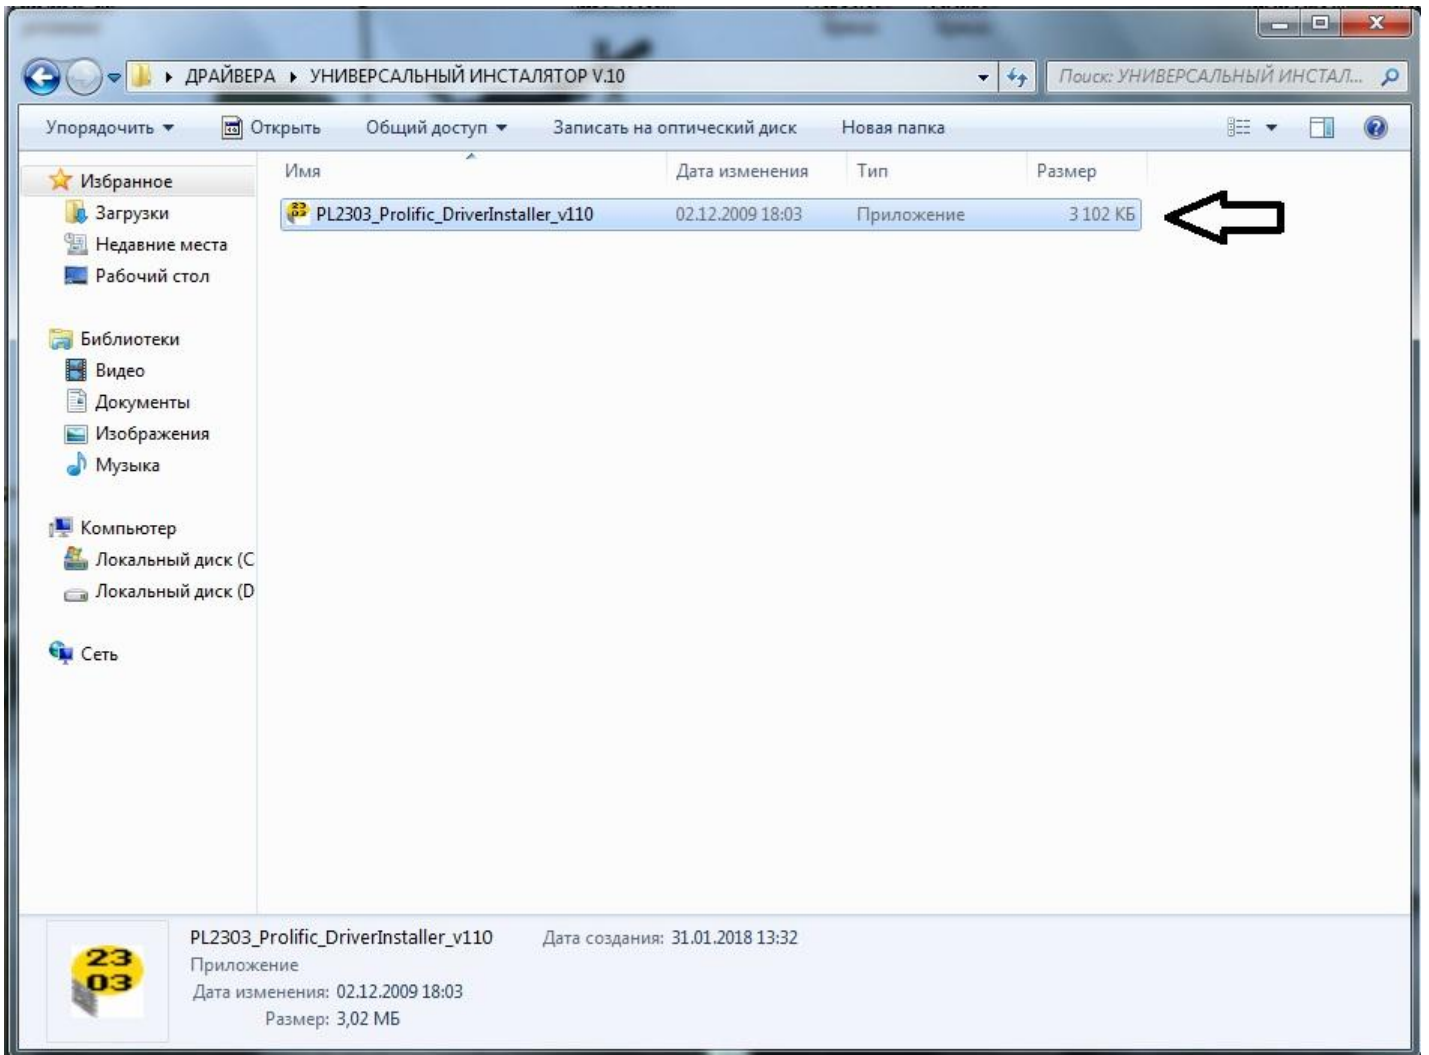 ДРАЙВЕРА УНИВЕРСАЛЬНЫЙ ИНСТАЛЯТОР V.10 Поиск: УНИВЕРСАЛЬНЫЙ ИНСТАЛ...
Упорядочить Открыть Общий доступ Записать на оптический диск Новая папка
Имя Дата изменения Тип Размер
PL2303_Prolific_DriverInstaller_v110 02.12.2009 18:03 Приложение 3 102 КБ
Избранное
Загрузки
Недавние места
Рабочий стол
Библиотеки
Видео
Документы
Изображения
Музыка
Компьютер
Локальный диск (C
Локальный диск (D
Сеть
PL2303_Prolific_DriverInstaller_v110 Дата создания: 31.01.2018 13:32
Приложение
Дата изменения: 02.12.2009 18:03
Размер: 3,02 МБ
23
03